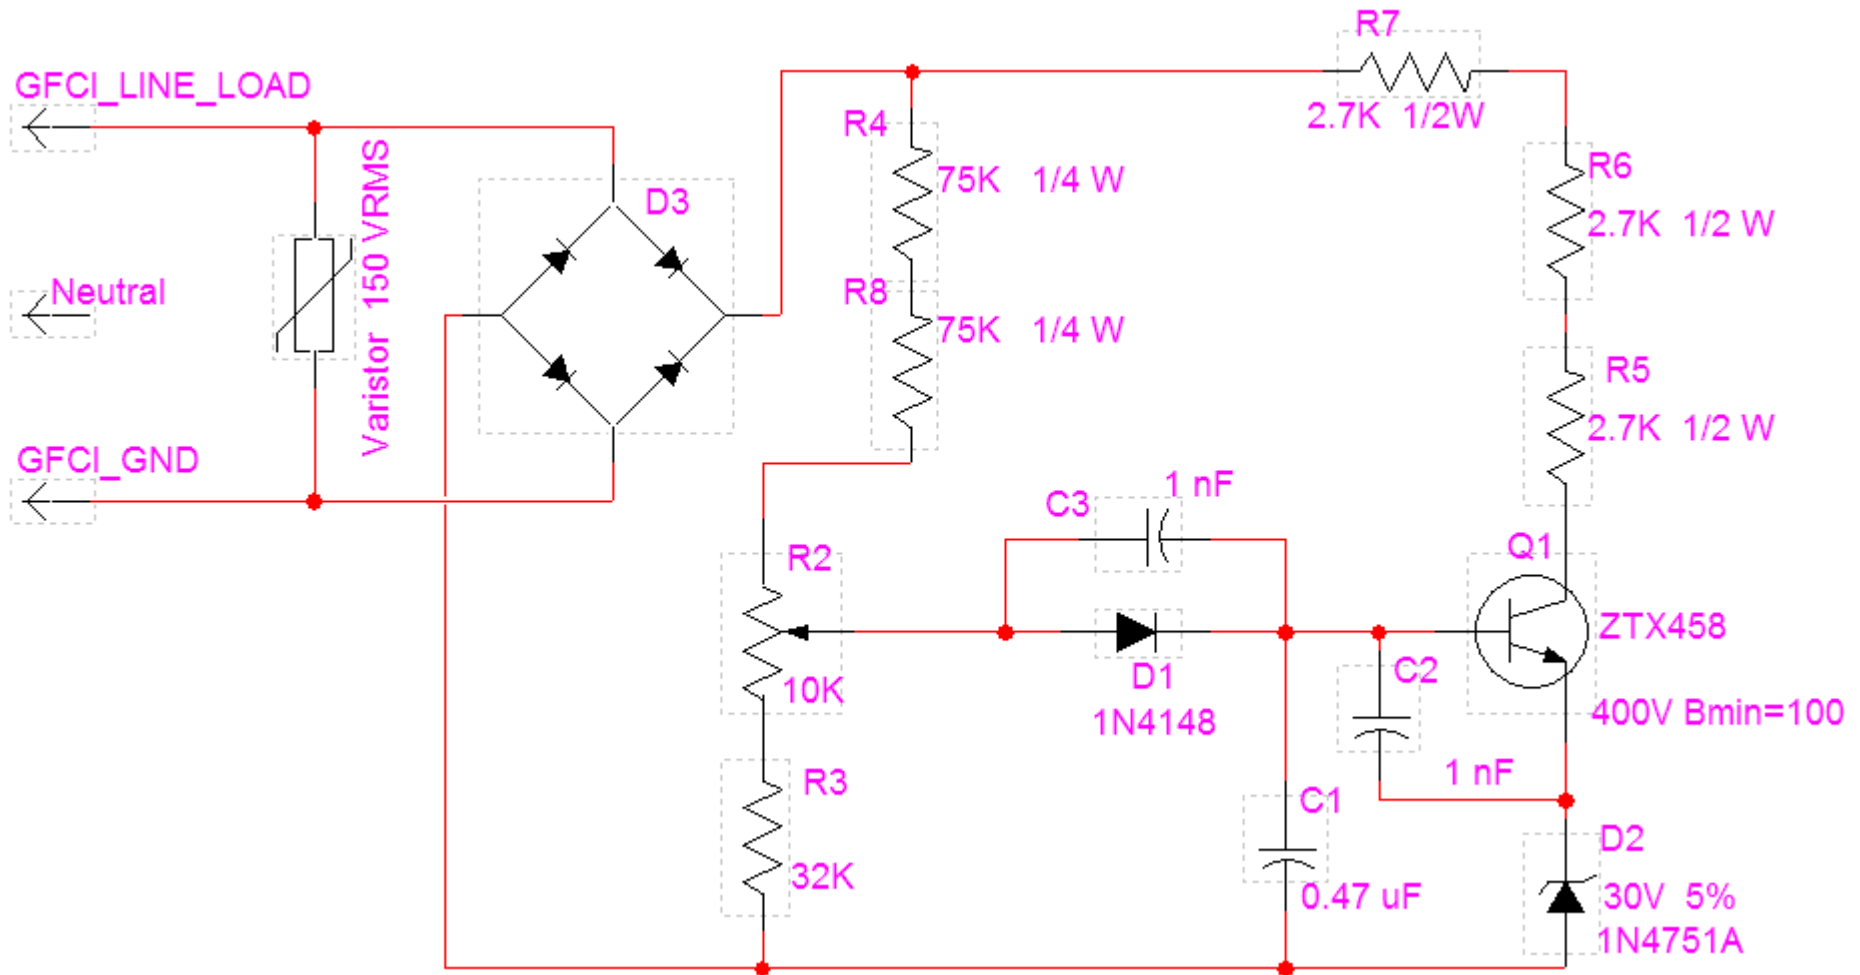 R7
2.7K 1/2W
GFCI_LINE_LOAD
R4
75K 1/4 W
R6
2.7K 1/2 W
Varistor 150 VRMS
D3
Neutral
R8
75K 1/4 W
R5
2.7K 1/2 W
GFCI_GND
C3
1 nF
R2
10K
Q1
ZTX458
400V Bmin=100
D1
1N4148
C2
1 nF
R3
32K
C1
0.47 uF
D2
30V 5%
1N4751A